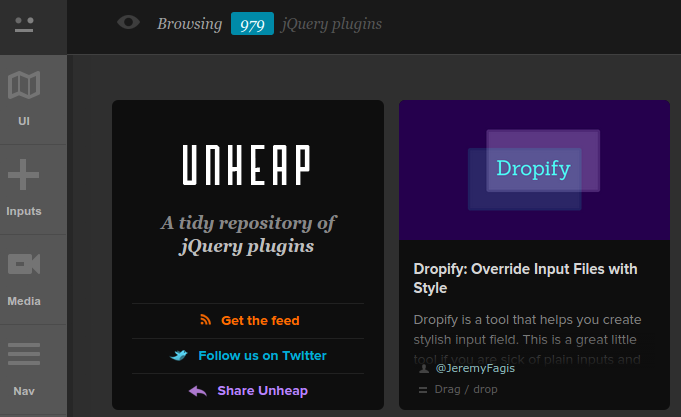 Browsing 979 jQuery plugins
UI
Inputs
Media
Nav
UNHEAP
A tidy repository of
jQuery plugins
Get the feed
Follow us on Twitter
Share Unheap
Dropify
Dropify: Override Input Files with
Style
Dropify is a tool that helps you create
stylish input field. This is a great little
tool if you are sick of plain inputs and
@JeremyFagis
Drag / drop